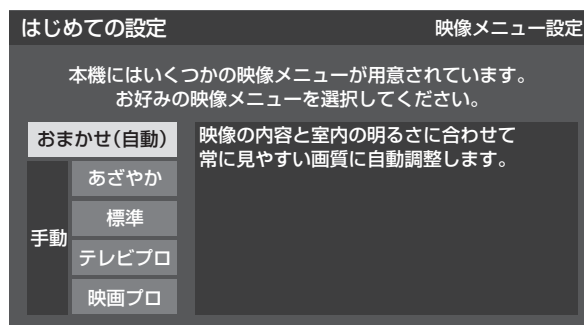 はじめての設定
映像メニュー設定
本機にはいくつかの映像メニューが用意されています。
お好みの映像メニューを選択してください。
おまかせ(自動)
映像の内容と室内の明るさに合わせて
常に見やすい画質に自動調整します。
手動
あざやか
標準
テレビプロ
映画プロ